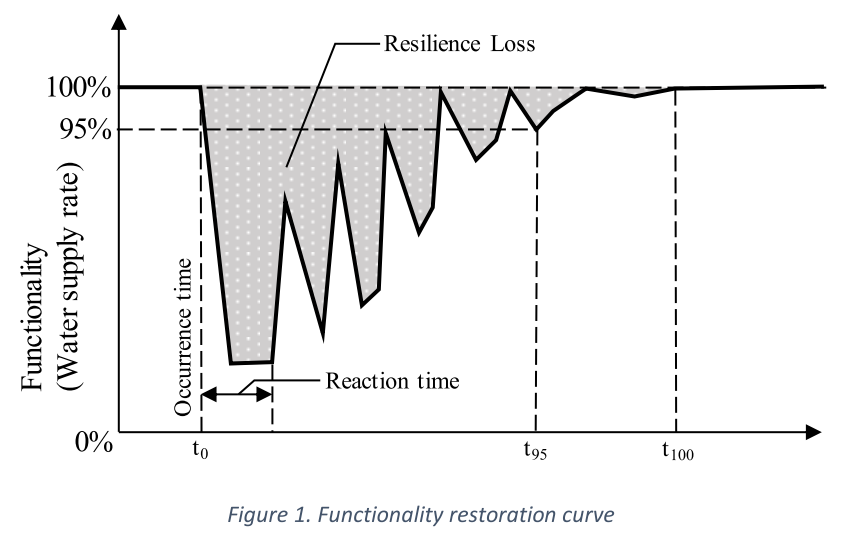 Resilience Loss
100%
95%
Functionality
(Water supply rate)
Occurrence time
Reaction time
0%
t₀
t₉₅
t₁₀₀
Figure 1. Functionality restoration curve